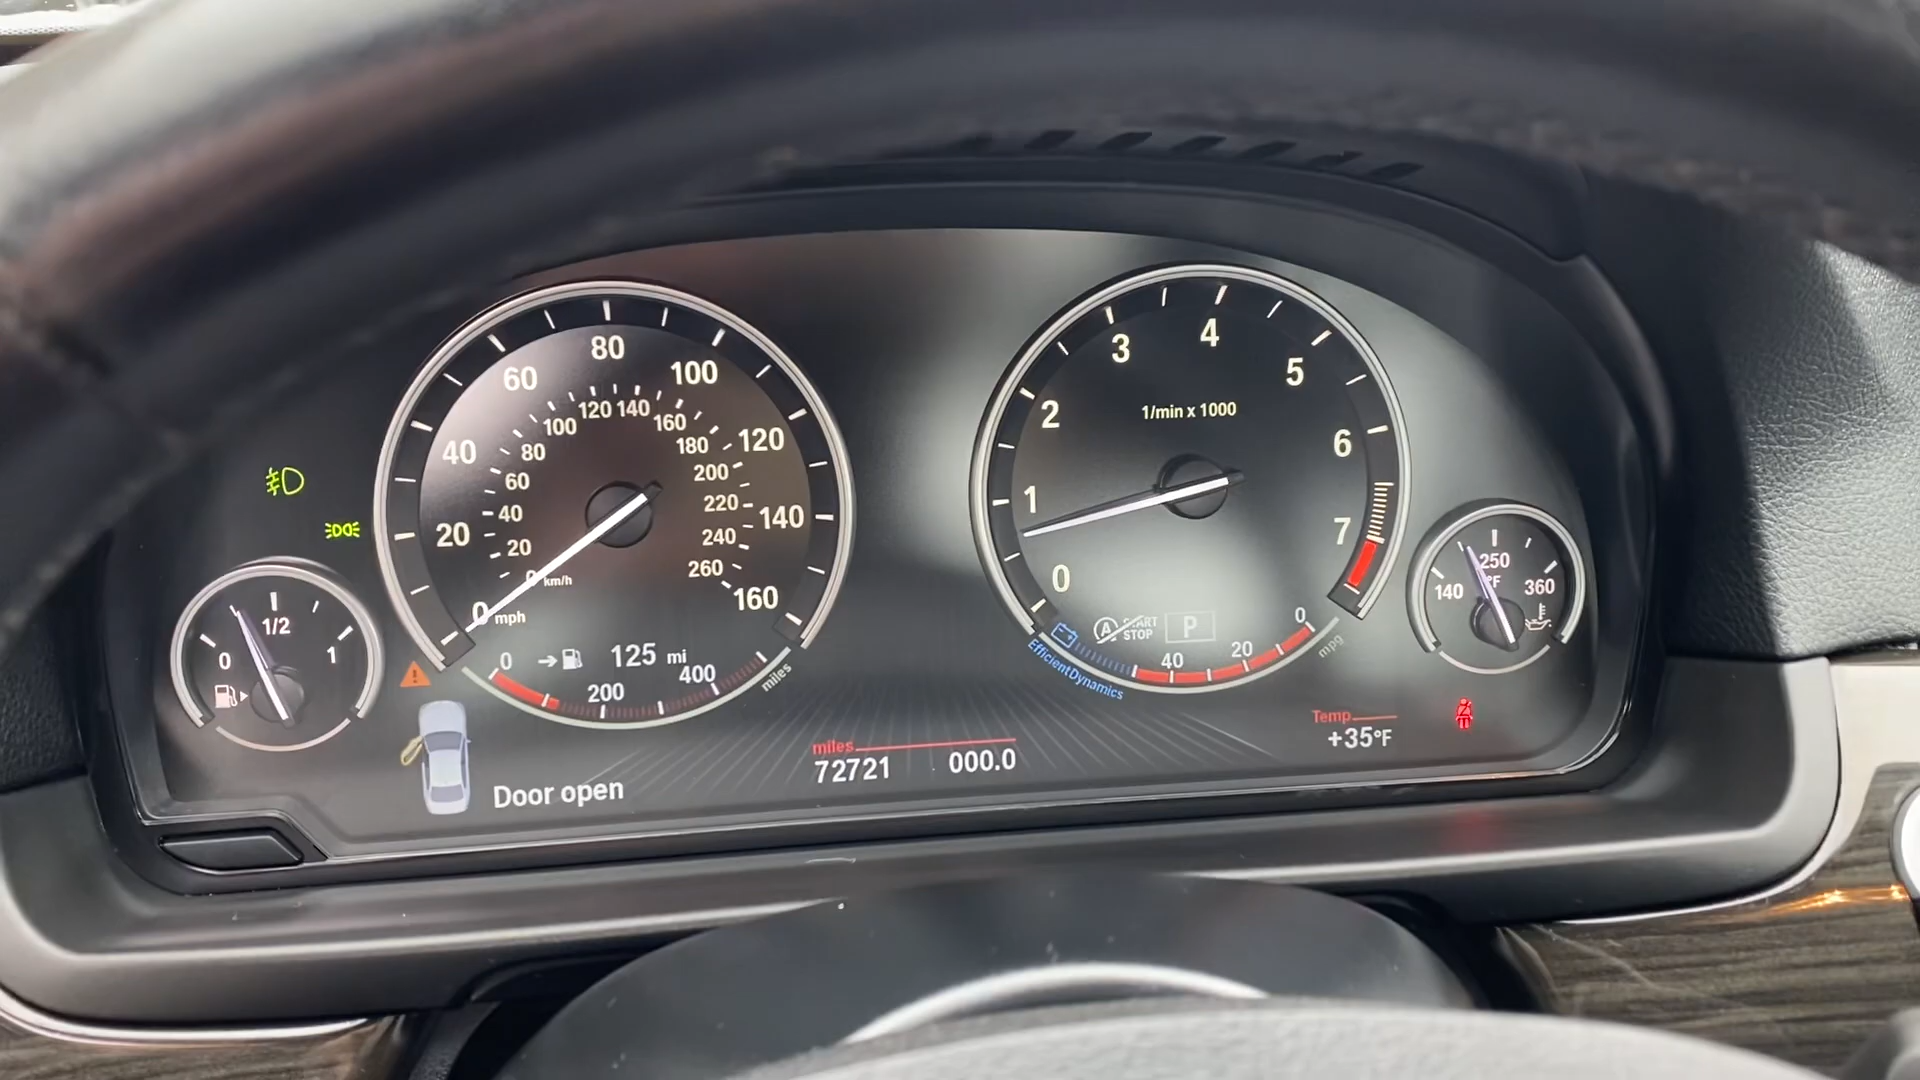 80
60
100
40
120
20
140
0 mph
160
120 140
100
160
80
180
60
200
40
220
20
240
0 km/h
260
0
125 mi
200
400
miles
4
3
5
2
6
1
7
0
1/min x 1000
A START
STOP
P
40
20
0
mpg
EfficientDynamics
0
1/2
1
140
250
360
°F
Door open
miles
72721
000.0
Temp
+35°F